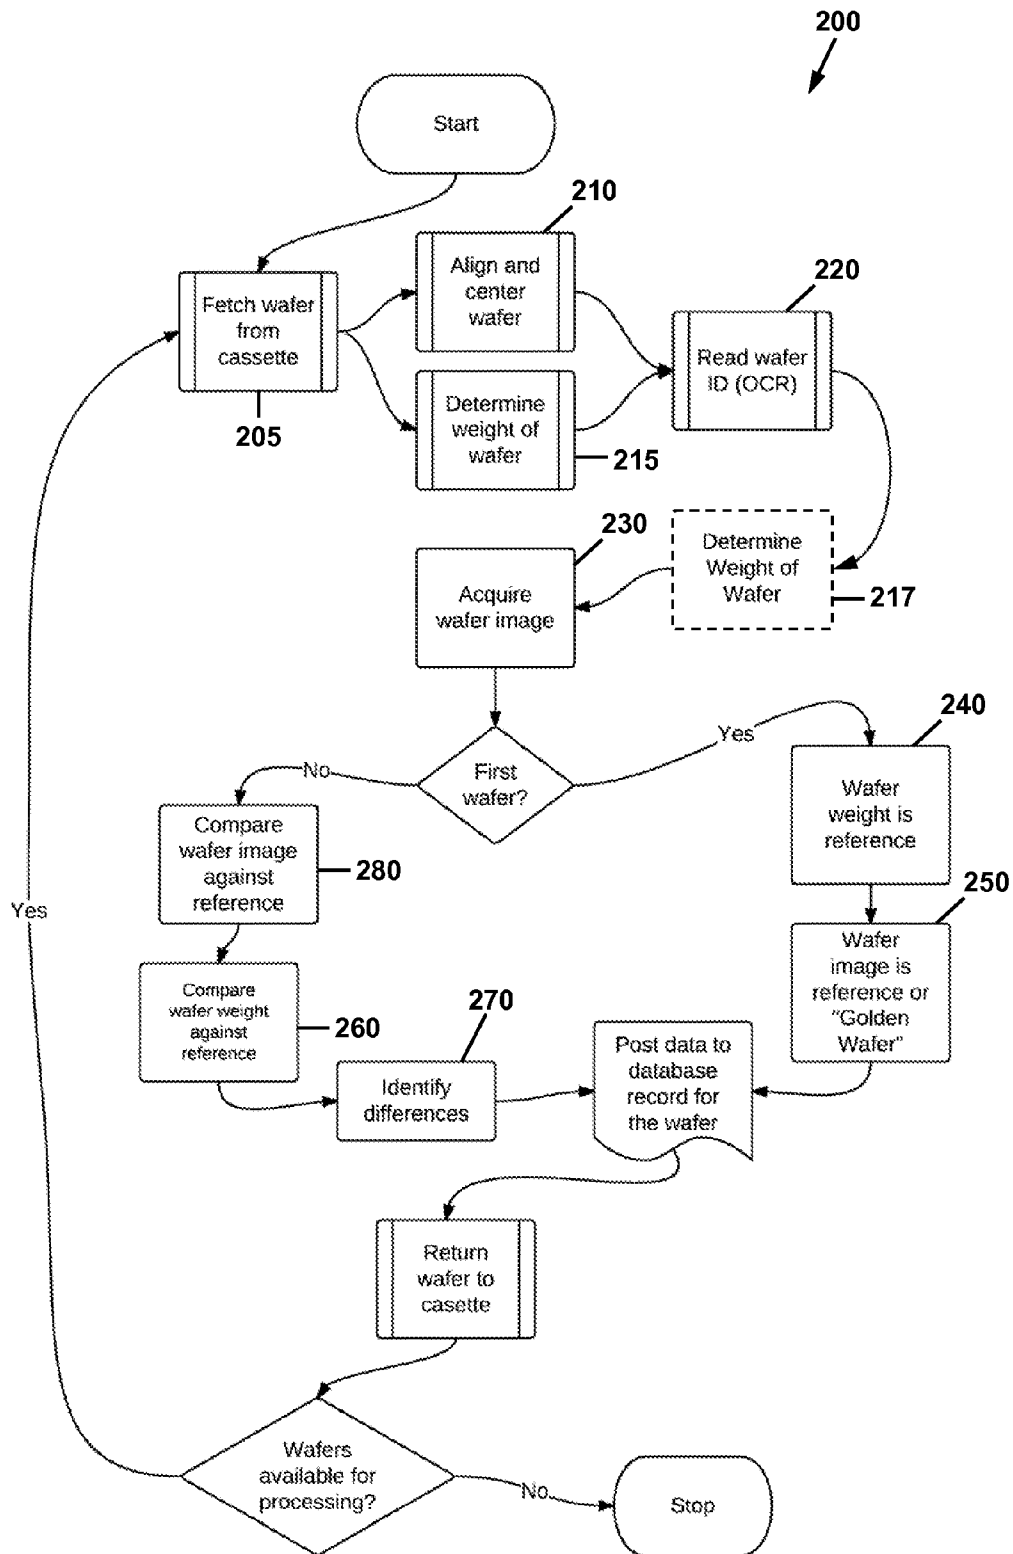 200
Start
210
Align and
center
wafer
220
Fetch wafer
from
cassette
205
Read wafer
ID (OCR)
Determine
weight of
wafer
215
230
Determine
Weight of
Wafer
217
Acquire
wafer image
240
Yes
First
wafer?
No
Wafer
weight is
reference
Compare
wafer image
against
reference
280
250
Yes
Wafer
image is
reference or
"Golden
Wafer"
Compare
wafer weight
against
reference
260
270
Identify
differences
Post data to
database
record for
the wafer
Return
wafer to
casette
Wafers
available for
processing?
No
Stop